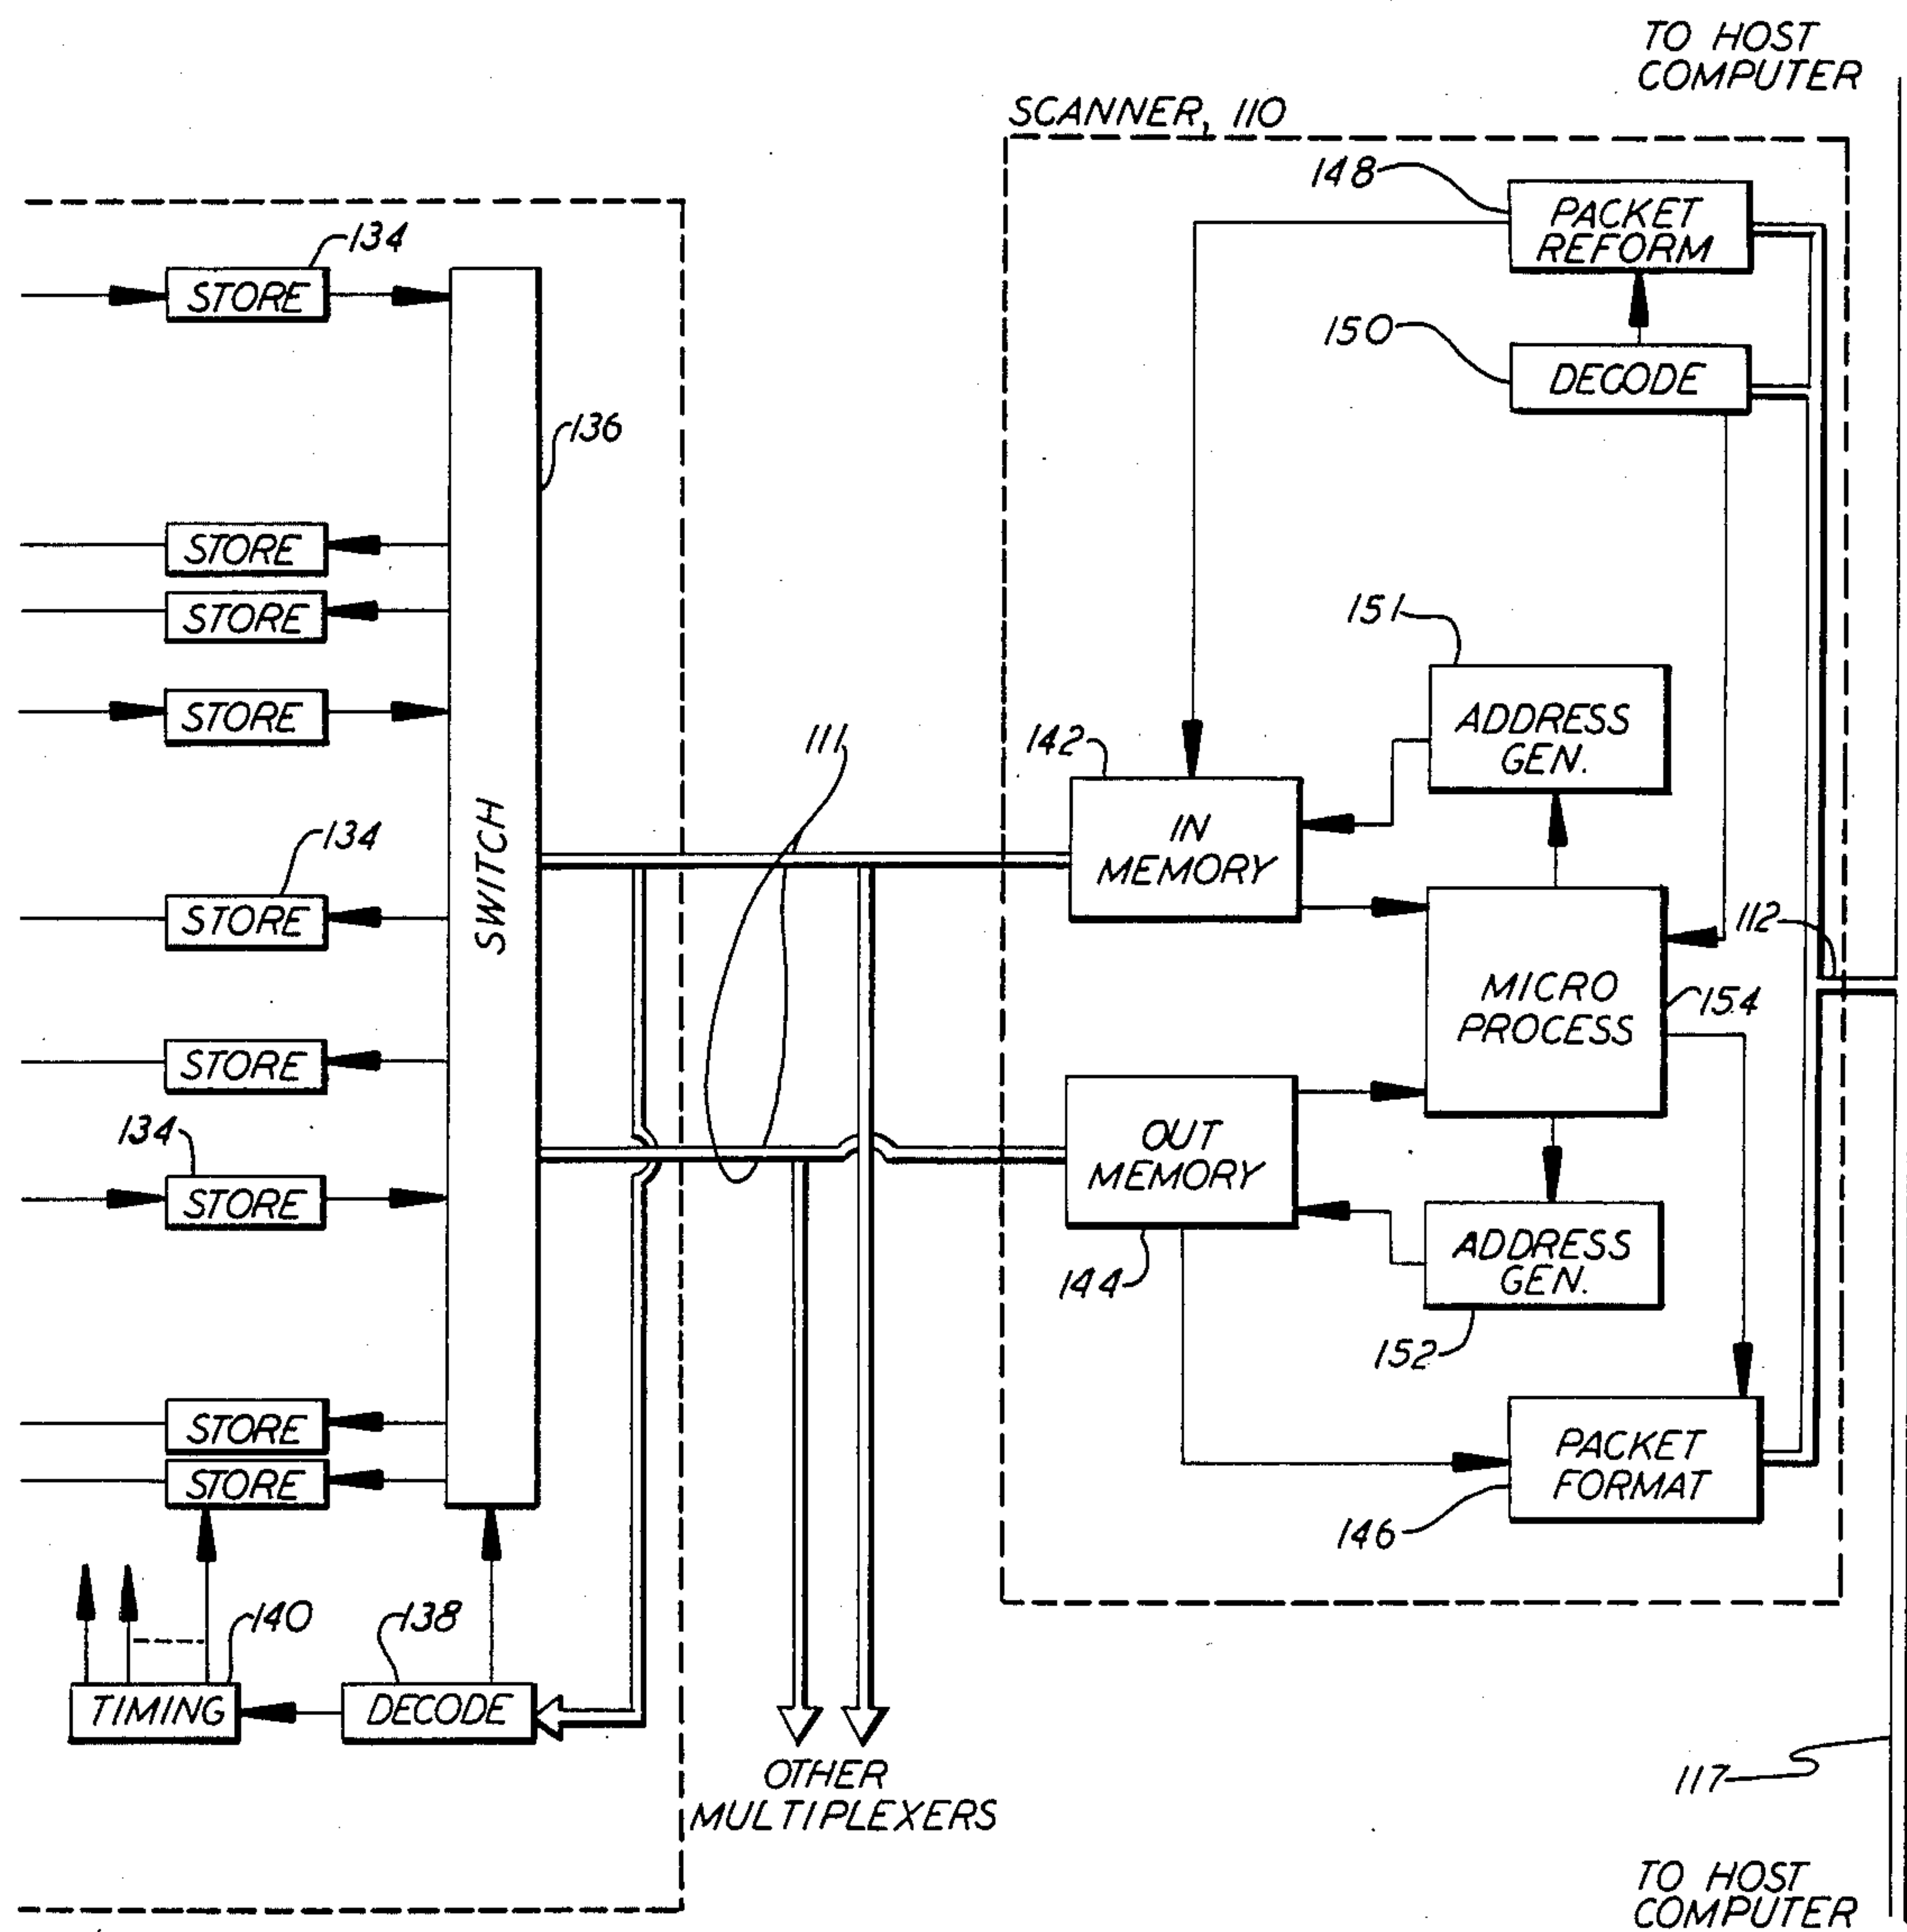 TO HOST
COMPUTER
SCANNER, 110
148
PACKET
REFORM
134
STORE
150
DECODE
136
STORE
STORE
151
STORE
ADDRESS
GEN.
111
142
IN
MEMORY
SWITCH
134
STORE
112
MICRO
PROCESS
154
STORE
134
STORE
OUT
MEMORY
144
ADDRESS
GEN.
152
STORE
STORE
PACKET
FORMAT
146
140
138
TIMING
DECODE
OTHER
MULTIPLEXERS
117
TO HOST
COMPUTER